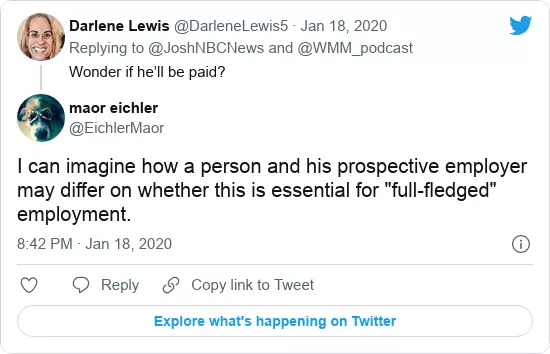 Darlene Lewis @DarleneLewis5 · Jan 18, 2020
Replying to @JoshNBCNews and @WMM_podcast
Wonder if he’ll be paid?
maor eichler
@EichlerMaor
I can imagine how a person and his prospective employer
may differ on whether this is essential for "full-fledged"
employment.
8:42 PM · Jan 18, 2020
Reply
Copy link to Tweet
Explore what's happening on Twitter